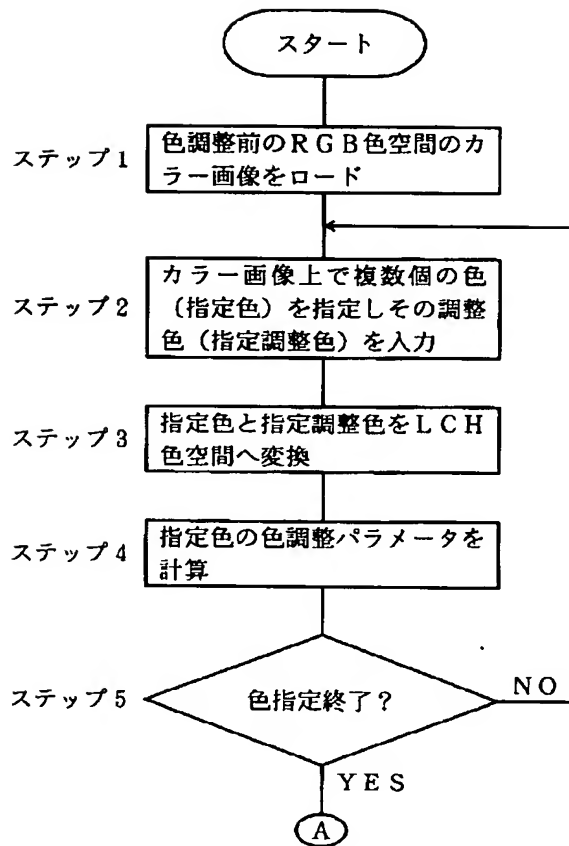 スタート
ステップ1
色調整前のRGB色空間のカ
ラー画像をロード
ステップ2
カラー画像上で複数個の色
(指定色)を指定しその調整
色(指定調整色)を入力
ステップ3
指定色と指定調整色をLCH
色空間へ変換
ステップ4
指定色の色調整パラメータを
計算
ステップ5
色指定終了?
NO
YES
A